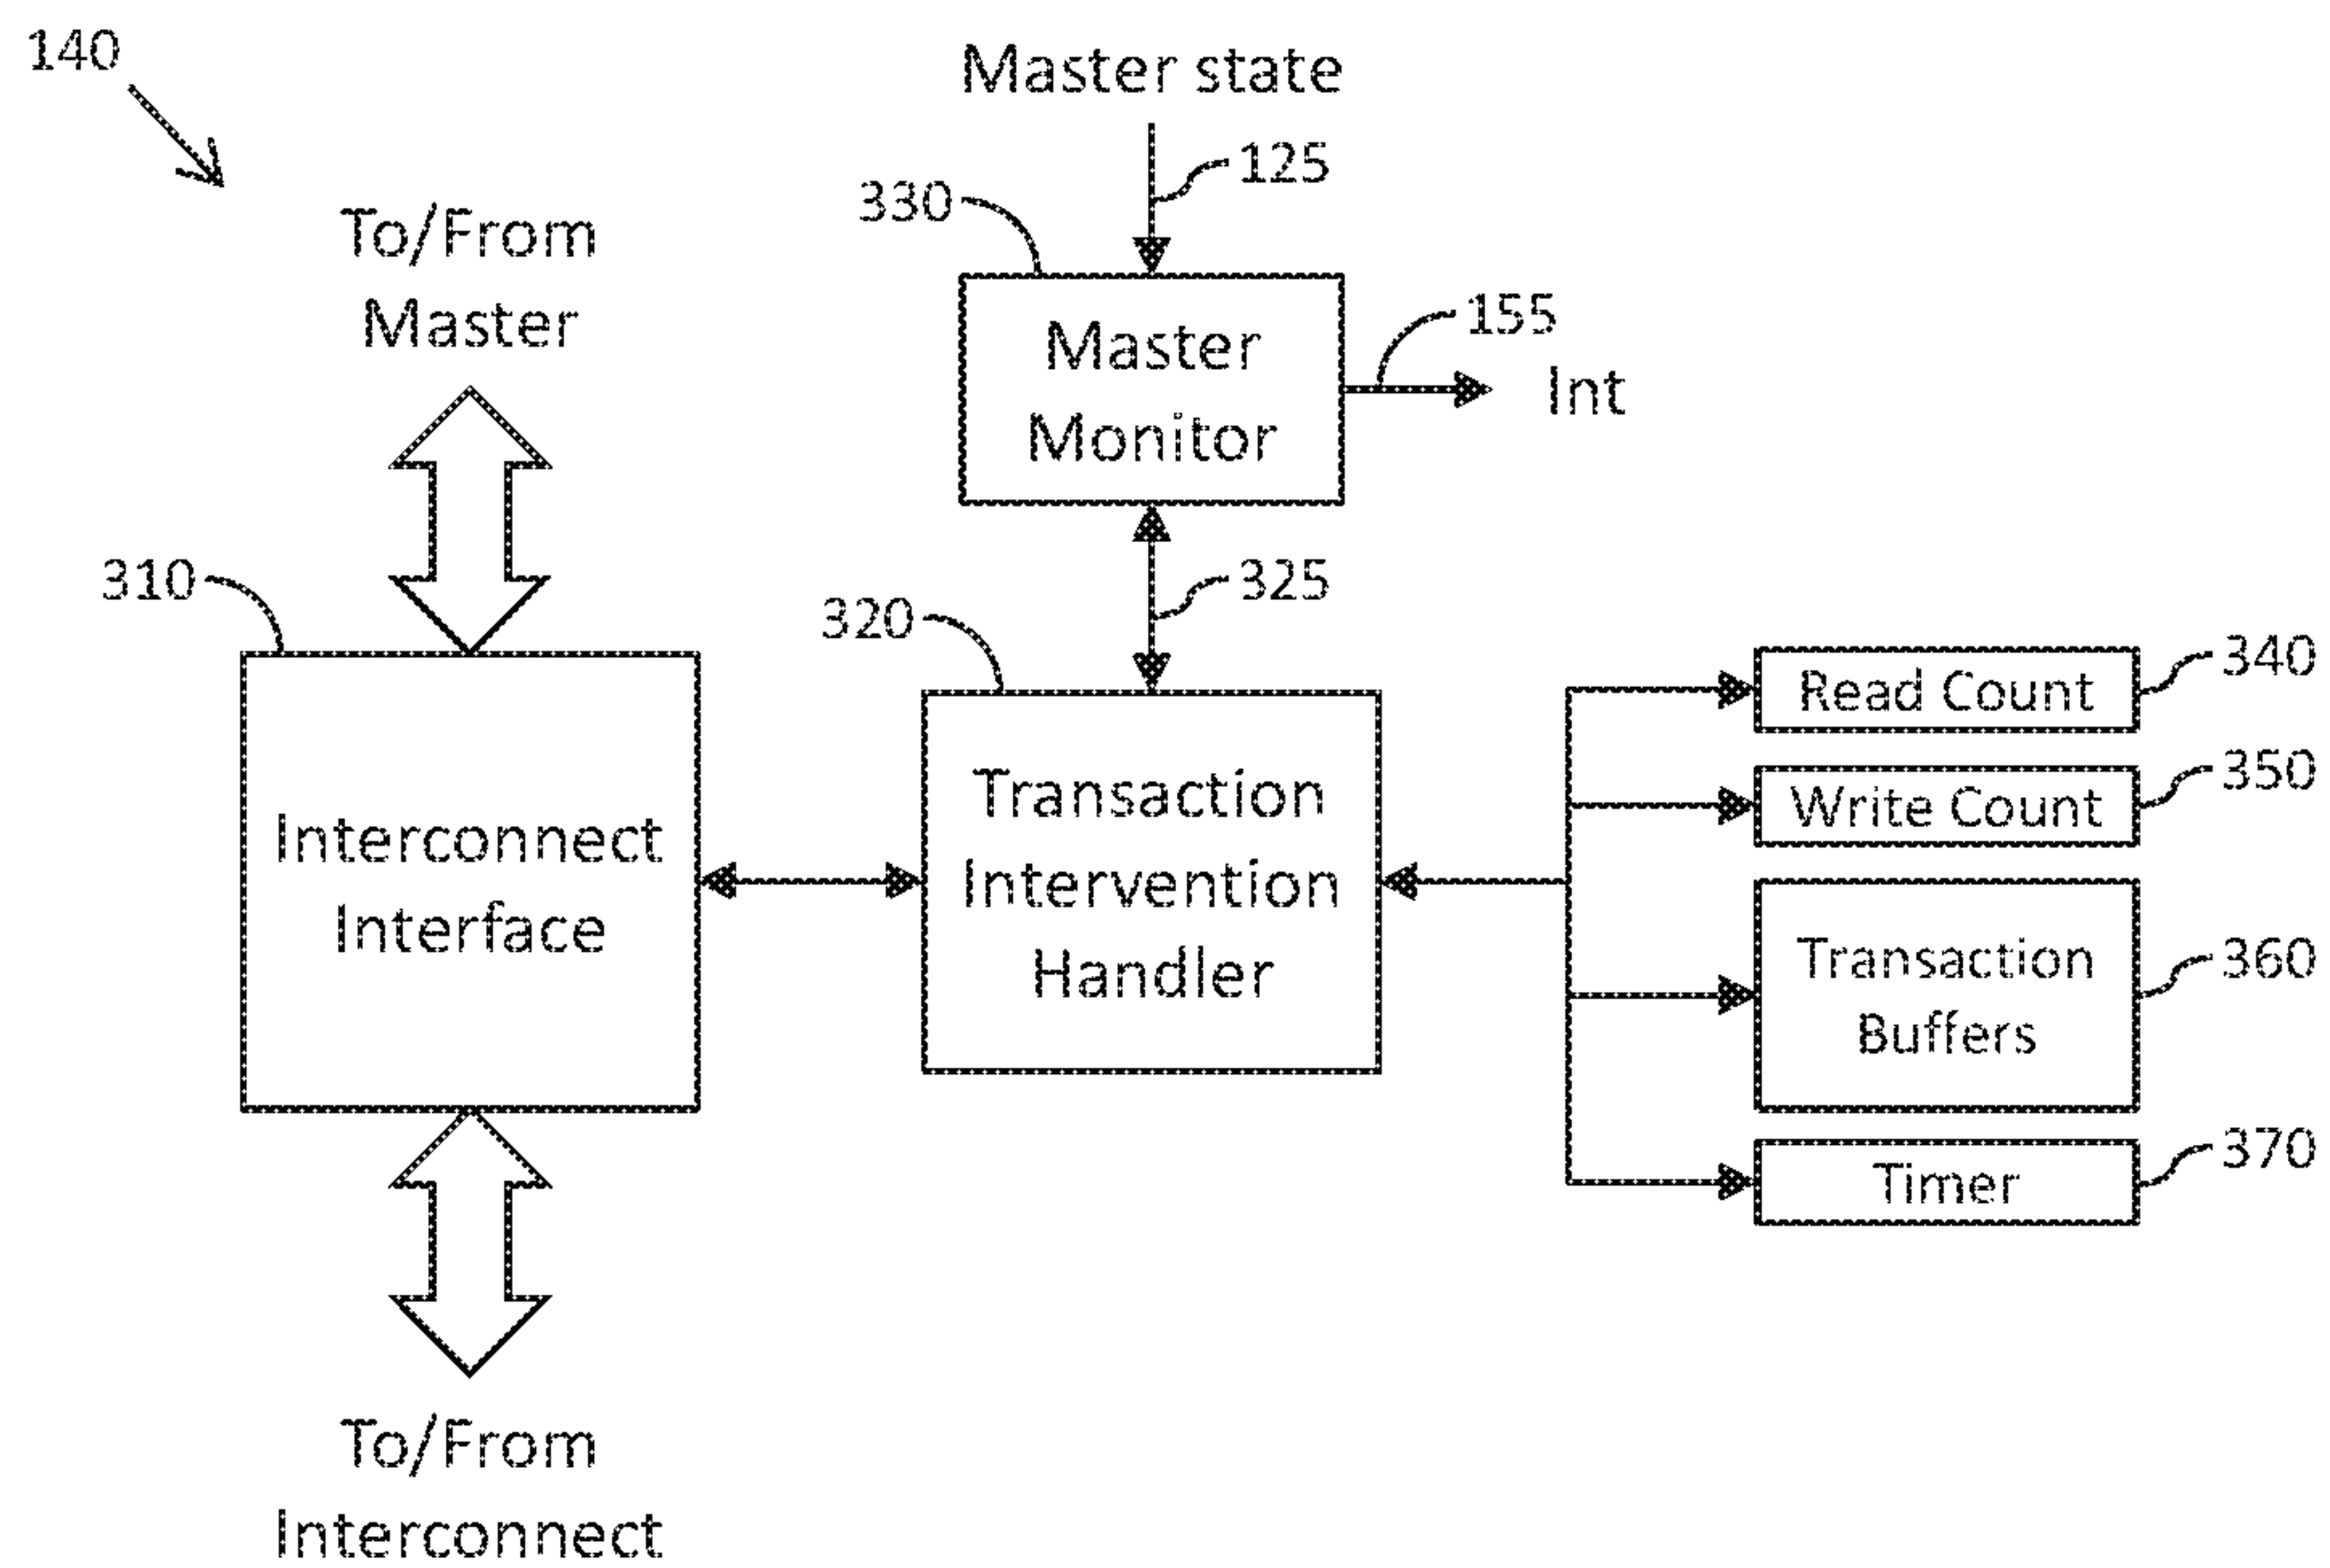 140
Master state
125
330
To/From
Master
155
Master
Monitor
Int
310
325
320
340
Read Count
350
Write Count
Transaction
Intervention
Handler
Interconnect
Interface
360
Transaction
Buffers
370
Timer
To/From
Interconnect